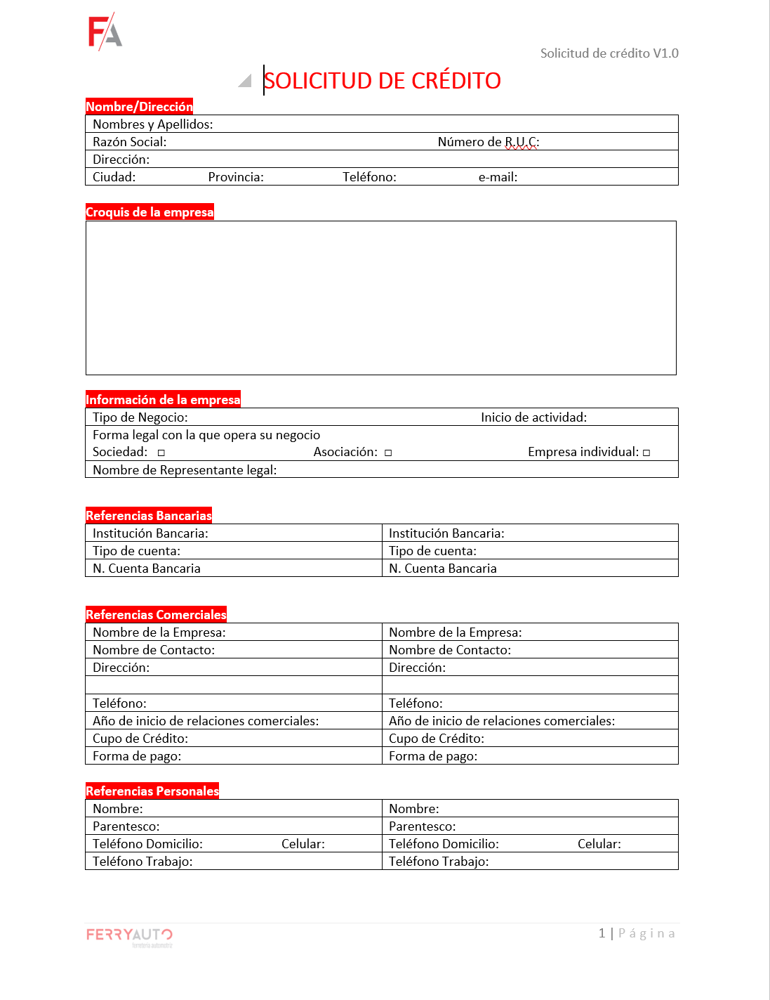 FA
Solicitud de crédito V1.0
SOLICITUD DE CRÉDITO
Nombre/Dirección
Nombres y Apellidos:
Razón Social: Número de R.U.C:
Dirección:
Ciudad: Provincia: Teléfono: e-mail:
Croquis de la empresa
Información de la empresa
Tipo de Negocio: Inicio de actividad:
Forma legal con la que opera su negocio
Sociedad: □ Asociación: □ Empresa individual: □
Nombre de Representante legal:
Referencias Bancarias
Institución Bancaria: Institución Bancaria:
Tipo de cuenta: Tipo de cuenta:
N. Cuenta Bancaria N. Cuenta Bancaria
Referencias Comerciales
Nombre de la Empresa: Nombre de la Empresa:
Nombre de Contacto: Nombre de Contacto:
Dirección: Dirección:
Teléfono: Teléfono:
Año de inicio de relaciones comerciales: Año de inicio de relaciones comerciales:
Cupo de Crédito: Cupo de Crédito:
Forma de pago: Forma de pago:
Referencias Personales
Nombre: Nombre:
Parentesco: Parentesco:
Teléfono Domicilio: Celular: Teléfono Domicilio: Celular:
Teléfono Trabajo: Teléfono Trabajo:
FERRYAUTO 1 | Página
ferretería automotriz